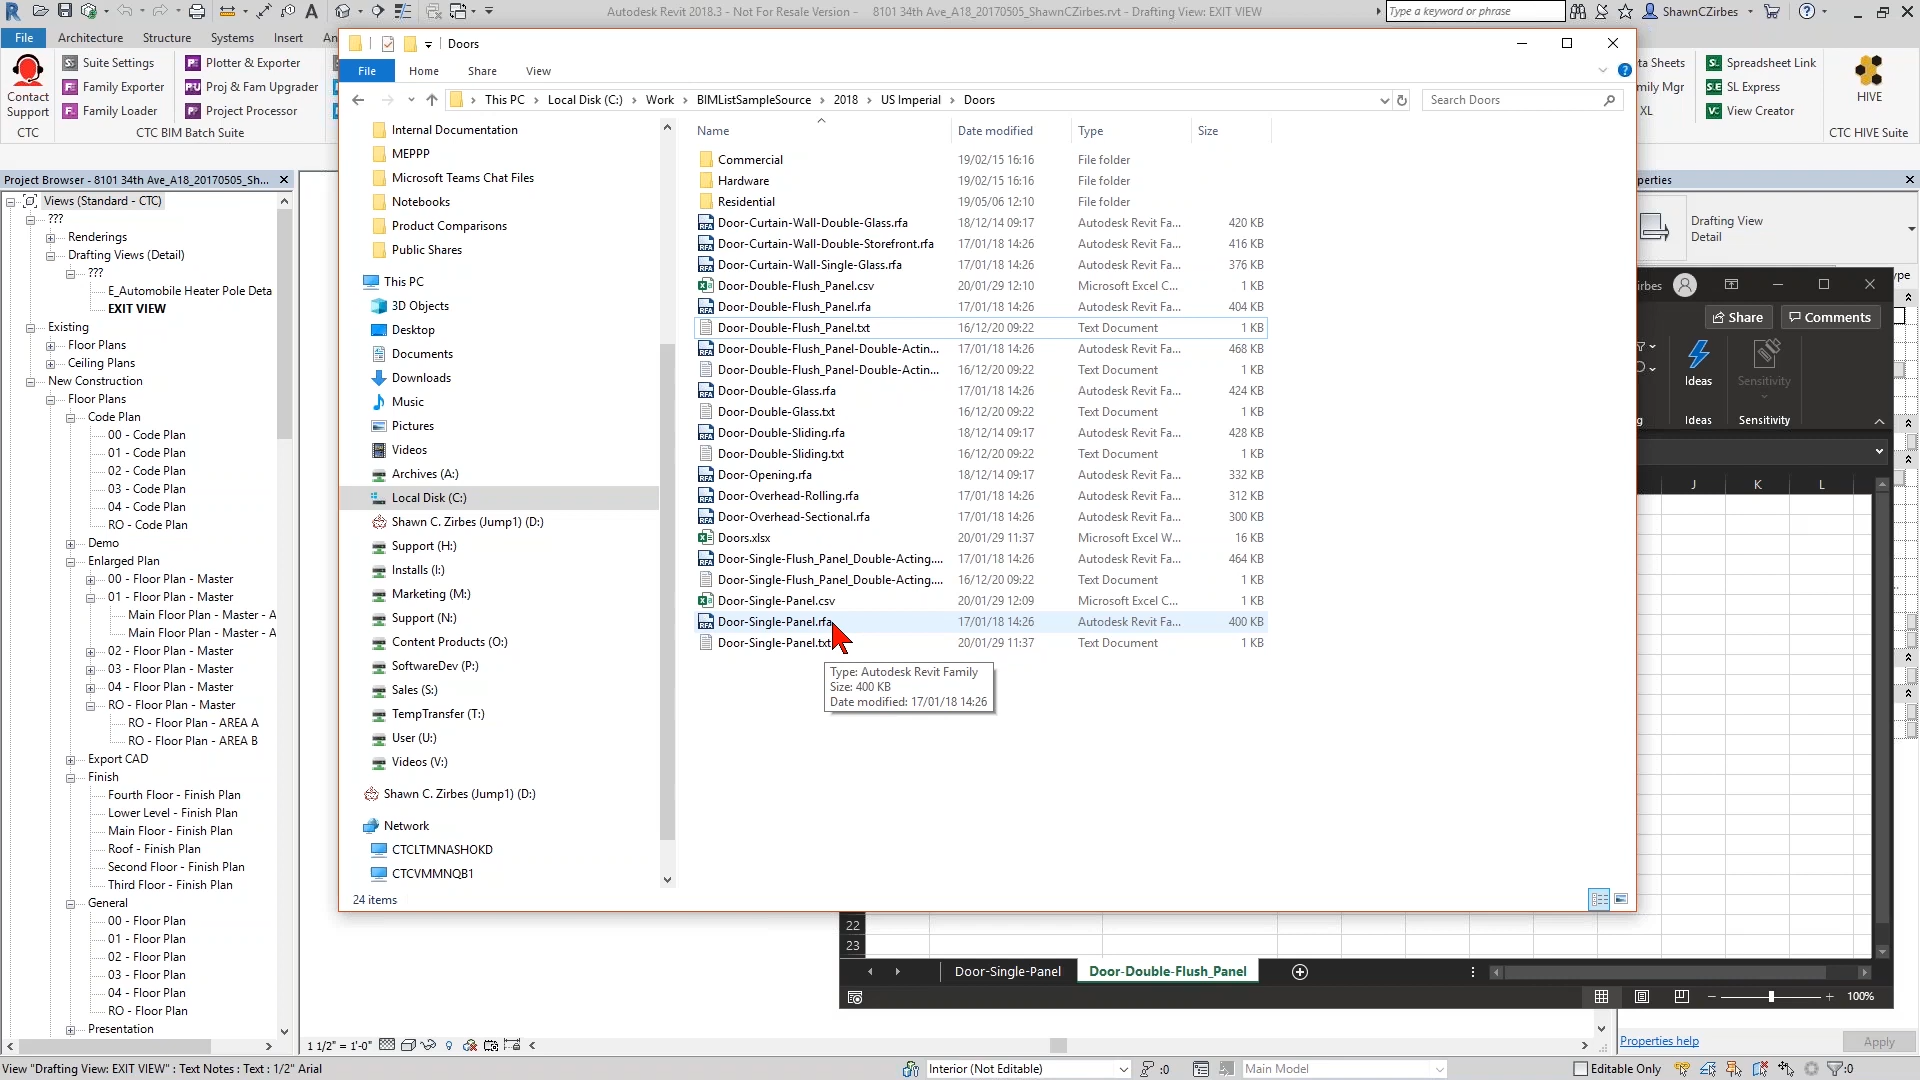 Autodesk Revit 2018.3 - Not For Resale Version - 8101 34th Ave_A18_20170505_ShawnCZirbes.rvt - Drafting View: EXIT VIEW
Type a keyword or phrase
ShawnCZirbes
File Architecture Structure Systems Insert An
Contact Support
CTC
Suite Settings
Family Exporter
Family Loader
Plotter & Exporter
Proj & Fam Upgrader
Project Processor
CTC BIM Batch Suite
ta Sheets
mily Mgr
XL
Spreadsheet Link
SL Express
View Creator
HIVE
CTC HIVE Suite
Project Browser - 8101 34th Ave_A18_20170505_Sh...
Views (Standard - CTC)
???
Renderings
Drafting Views (Detail)
???
E_Automobile Heater Pole Deta
EXIT VIEW
Existing
Floor Plans
Ceiling Plans
New Construction
Floor Plans
Code Plan
00 - Code Plan
01 - Code Plan
02 - Code Plan
03 - Code Plan
04 - Code Plan
RO - Code Plan
Demo
Enlarged Plan
00 - Floor Plan - Master
01 - Floor Plan - Master
Main Floor Plan - Master - A
Main Floor Plan - Master - A
02 - Floor Plan - Master
03 - Floor Plan - Master
04 - Floor Plan - Master
RO - Floor Plan - Master
RO - Floor Plan - AREA A
RO - Floor Plan - AREA B
Export CAD
Finish
Fourth Floor - Finish Plan
Lower Level - Finish Plan
Main Floor - Finish Plan
Roof - Finish Plan
Second Floor - Finish Plan
Third Floor - Finish Plan
General
00 - Floor Plan
01 - Floor Plan
02 - Floor Plan
03 - Floor Plan
04 - Floor Plan
RO - Floor Plan
Presentation
Doors
File Home Share View
This PC > Local Disk (C:) > Work > BIMListSampleSource > 2018 > US Imperial > Doors
Search Doors
Internal Documentation
MEPPP
Microsoft Teams Chat Files
Notebooks
Product Comparisons
Public Shares
This PC
3D Objects
Desktop
Documents
Downloads
Music
Pictures
Videos
Archives (A:)
Local Disk (C:)
Shawn C. Zirbes (Jump1) (D:)
Support (H:)
Installs (I:)
Marketing (M:)
Support (N:)
Content Products (O:)
SoftwareDev (P:)
Sales (S:)
TempTransfer (T:)
User (U:)
Videos (V:)
Shawn C. Zirbes (Jump1) (D:)
Network
CTCLTMNASHOKD
CTCVMMNQB1
24 items
Name Date modified Type Size
Commercial 19/02/15 16:16 File folder
Hardware 19/02/15 16:16 File folder
Residential 19/05/06 12:10 File folder
Door-Curtain-Wall-Double-Glass.rfa 18/12/14 09:17 Autodesk Revit Fa... 420 KB
Door-Curtain-Wall-Double-Storefront.rfa 17/01/18 14:26 Autodesk Revit Fa... 416 KB
Door-Curtain-Wall-Single-Glass.rfa 17/01/18 14:26 Autodesk Revit Fa... 376 KB
Door-Double-Flush_Panel.csv 20/01/29 12:10 Microsoft Excel C... 1 KB
Door-Double-Flush_Panel.rfa 17/01/18 14:26 Autodesk Revit Fa... 404 KB
Door-Double-Flush_Panel.txt 16/12/20 09:22 Text Document 1 KB
Door-Double-Flush_Panel-Double-Actin... 17/01/18 14:26 Autodesk Revit Fa... 468 KB
Door-Double-Flush_Panel-Double-Actin... 16/12/20 09:22 Text Document 1 KB
Door-Double-Glass.rfa 17/01/18 14:26 Autodesk Revit Fa... 424 KB
Door-Double-Glass.txt 16/12/20 09:22 Text Document 1 KB
Door-Double-Sliding.rfa 18/12/14 09:17 Autodesk Revit Fa... 428 KB
Door-Double-Sliding.txt 16/12/20 09:22 Text Document 1 KB
Door-Opening.rfa 18/12/14 09:17 Autodesk Revit Fa... 332 KB
Door-Overhead-Rolling.rfa 17/01/18 14:26 Autodesk Revit Fa... 312 KB
Door-Overhead-Sectional.rfa 17/01/18 14:26 Autodesk Revit Fa... 300 KB
Doors.xlsx 20/01/29 11:37 Microsoft Excel W... 16 KB
Door-Single-Flush_Panel_Double-Acting.... 17/01/18 14:26 Autodesk Revit Fa... 464 KB
Door-Single-Flush_Panel_Double-Acting.... 16/12/20 09:22 Text Document 1 KB
Door-Single-Panel.csv 20/01/29 12:09 Microsoft Excel C... 1 KB
Door-Single-Panel.rfa 17/01/18 14:26 Autodesk Revit Fa... 400 KB
Door-Single-Panel.txt 20/01/29 11:37 Text Document 1 KB
Type: Autodesk Revit Family
Size: 400 KB
Date modified: 17/01/18 14:26
perties
Drafting View
Detail
ype
irbes
Share Comments
Ideas Sensitivity
g Ideas Sensitivity
J K L
22
23
Door-Single-Panel Door-Double-Flush_Panel
100%
1 1/2" = 1'-0"
Properties help
Apply
View "Drafting View: EXIT VIEW" : Text Notes : Text : 1/2" Arial
Interior (Not Editable)
:0
Main Model
Editable Only
:0